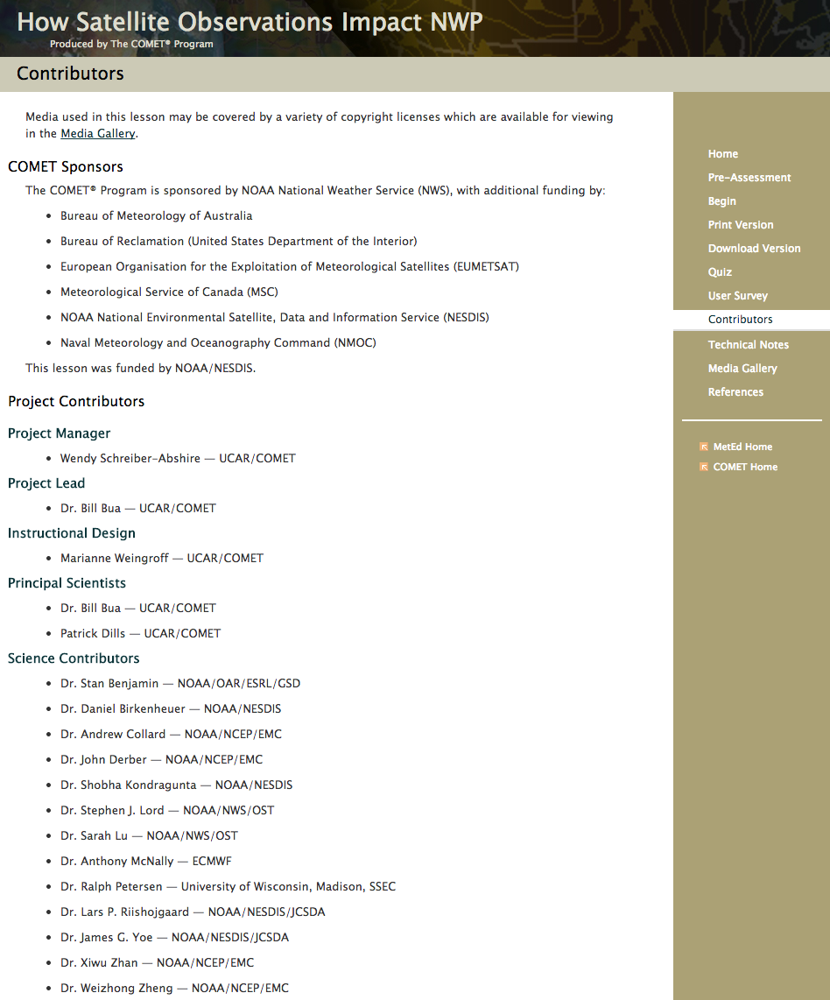 How Satellite Observations Impact NWP
Produced by The COMET® Program
Contributors
Media used in this lesson may be covered by a variety of copyright licenses which are available for viewing
in the Media Gallery.
COMET Sponsors
The COMET® Program is sponsored by NOAA National Weather Service (NWS), with additional funding by:
• Bureau of Meteorology of Australia
• Bureau of Reclamation (United States Department of the Interior)
• European Organisation for the Exploitation of Meteorological Satellites (EUMETSAT)
• Meteorological Service of Canada (MSC)
• NOAA National Environmental Satellite, Data and Information Service (NESDIS)
• Naval Meteorology and Oceanography Command (NMOC)
This lesson was funded by NOAA/NESDIS.
Project Contributors
Project Manager
• Wendy Schreiber-Abshire — UCAR/COMET
Project Lead
• Dr. Bill Bua — UCAR/COMET
Instructional Design
• Marianne Weingroff — UCAR/COMET
Principal Scientists
• Dr. Bill Bua — UCAR/COMET
• Patrick Dills — UCAR/COMET
Science Contributors
• Dr. Stan Benjamin — NOAA/OAR/ESRL/GSD
• Dr. Daniel Birkenheuer — NOAA/NESDIS
• Dr. Andrew Collard — NOAA/NCEP/EMC
• Dr. John Derber — NOAA/NCEP/EMC
• Dr. Shobha Kondragunta — NOAA/NESDIS
• Dr. Stephen J. Lord — NOAA/NWS/OST
• Dr. Sarah Lu — NOAA/NWS/OST
• Dr. Anthony McNally — ECMWF
• Dr. Ralph Petersen — University of Wisconsin, Madison, SSEC
• Dr. Lars P. Riishojgaard — NOAA/NESDIS/JCSDA
• Dr. James G. Yoe — NOAA/NESDIS/JCSDA
• Dr. Xiwu Zhan — NOAA/NCEP/EMC
• Dr. Weizhong Zheng — NOAA/NCEP/EMC
Home
Pre-Assessment
Begin
Print Version
Download Version
Quiz
User Survey
Contributors
Technical Notes
Media Gallery
References
MetEd Home
COMET Home